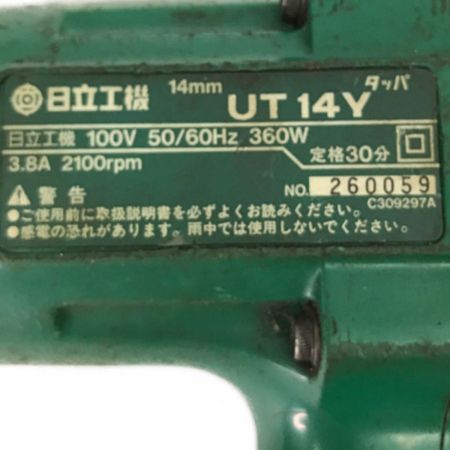 日立工機 14mm UT14Y タッパ
日立工機 100V 50/60Hz 360W
3.8A 2100rpm 定格30分
NO. 260059
C309297A
⚠ 警告
●ご使用前に取扱説明書を必ずよくお読みください。
●感電の恐れがあります。雨中では使用しないでください。